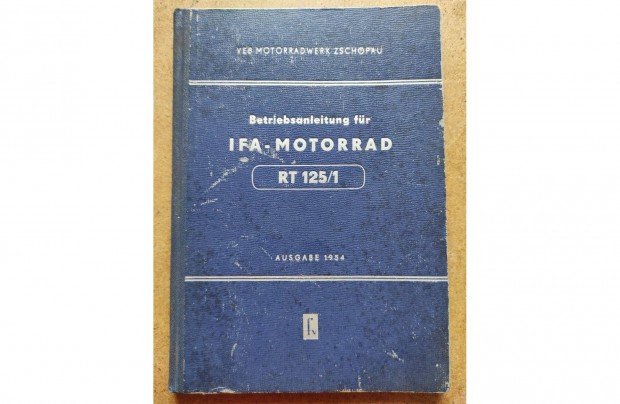 VEB MOTORRADWERK ZSCHOPAU
Betriebsanleitung für
IFA-MOTORRAD
RT 125/1
AUSGABE 1954
fv